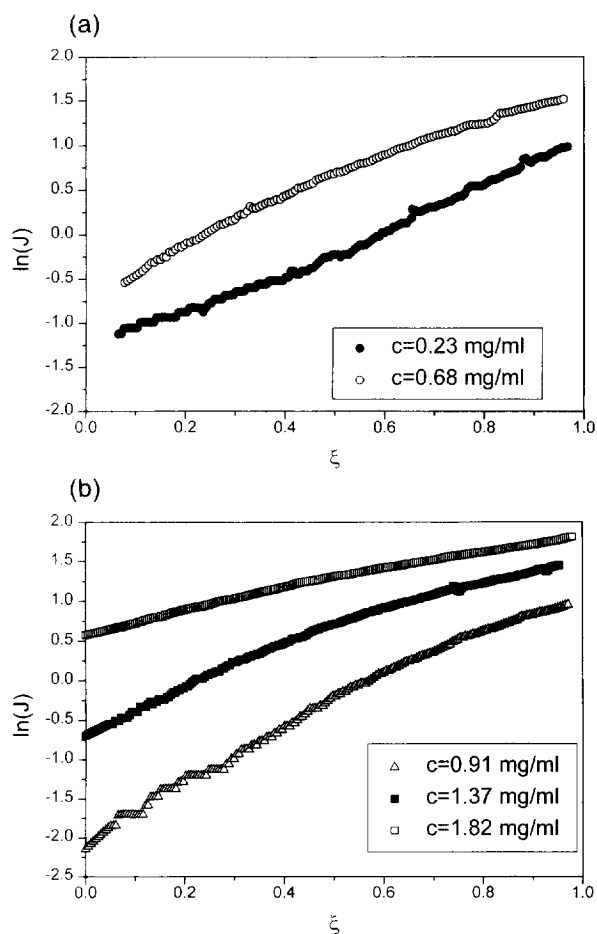 (a)
2.0
1.5
1.0
0.5
0.0
-0.5
-1.0
-1.5
-2.0
ln(J)
c=0.23 mg/ml
c=0.68 mg/ml
0.0 0.2 0.4 0.6 0.8 1.0
ξ
(b)
2.0
1.5
1.0
0.5
0.0
-0.5
-1.0
-1.5
-2.0
-2.5
ln(J)
c=0.91 mg/ml
c=1.37 mg/ml
c=1.82 mg/ml
0.0 0.2 0.4 0.6 0.8 1.0
ξ